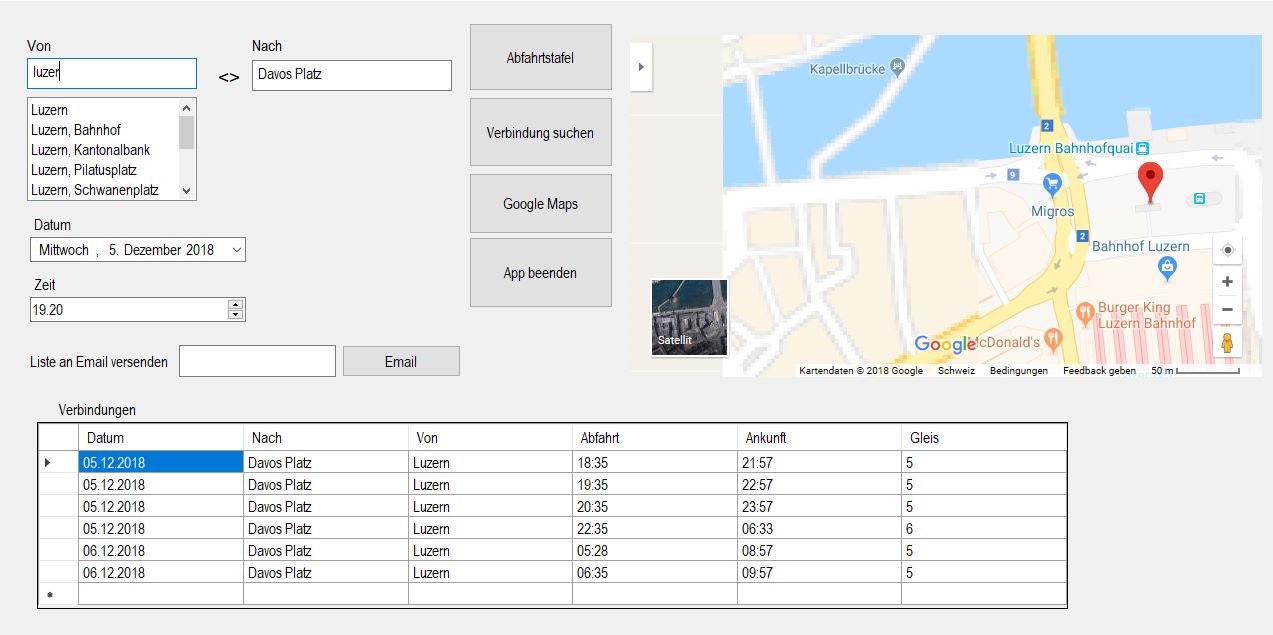 Von
luzer
<>
Nach
Davos Platz
Luzern
Luzern, Bahnhof
Luzern, Kantonalbank
Luzern, Pilatusplatz
Luzern, Schwanenplatz
Datum
Mittwoch , 5. Dezember 2018
Zeit
19.20
Liste an Email versenden
Email
Abfahrtstafel
Verbindung suchen
Google Maps
App beenden
Kapellbrücke
2
Luzern Bahnhofquai
9
Migros
2
Bahnhof Luzern
Burger King
Luzern Bahnhof
McDonald's
Satellit
Google
Kartendaten © 2018 Google Schweiz Bedingungen Feedback geben 50 m
Verbindungen
Datum Nach Von Abfahrt Ankunft Gleis
05.12.2018 Davos Platz Luzern 18:35 21:57 5
05.12.2018 Davos Platz Luzern 19:35 22:57 5
05.12.2018 Davos Platz Luzern 20:35 23:57 5
05.12.2018 Davos Platz Luzern 22:35 06:33 6
06.12.2018 Davos Platz Luzern 05:28 08:57 5
06.12.2018 Davos Platz Luzern 06:35 09:57 5